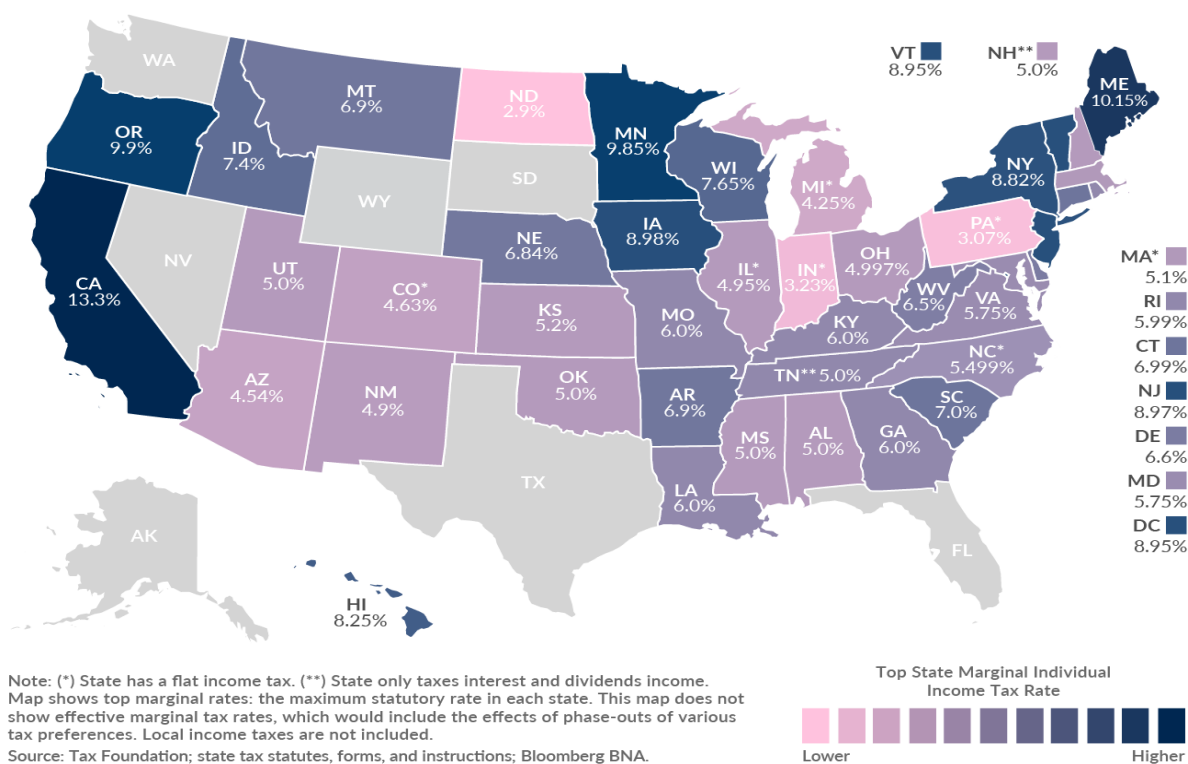 WA
VT
8.95%
NH**
5.0%
ME
10.15%
MT
6.9%
ND
2.9%
OR
9.9%
ID
7.4%
MN
9.85%
WI
7.65%
MI*
4.25%
NY
8.82%
SD
WY
CA
13.3%
NV
UT
5.0%
CO*
4.63%
NE
6.84%
IA
8.98%
IL*
4.95%
IN*
3.23%
OH
4.997%
PA*
3.07%
WV
6.5%
VA
5.75%
KS
5.2%
MO
6.0%
KY
6.0%
NC*
5.499%
TN** 5.0%
AZ
4.54%
NM
4.9%
OK
5.0%
AR
6.9%
SC
7.0%
MS
5.0%
AL
5.0%
GA
6.0%
TX
LA
6.0%
FL
AK
HI
8.25%
MA*
5.1%
RI
5.99%
CT
6.99%
NJ
8.97%
DE
6.6%
MD
5.75%
DC
8.95%
Note: (*) State has a flat income tax. (**) State only taxes interest and dividends income.
Map shows top marginal rates: the maximum statutory rate in each state. This map does not
show effective marginal tax rates, which would include the effects of phase-outs of various
tax preferences. Local income taxes are not included.
Source: Tax Foundation; state tax statutes, forms, and instructions; Bloomberg BNA.
Top State Marginal Individual
Income Tax Rate
Lower
Higher